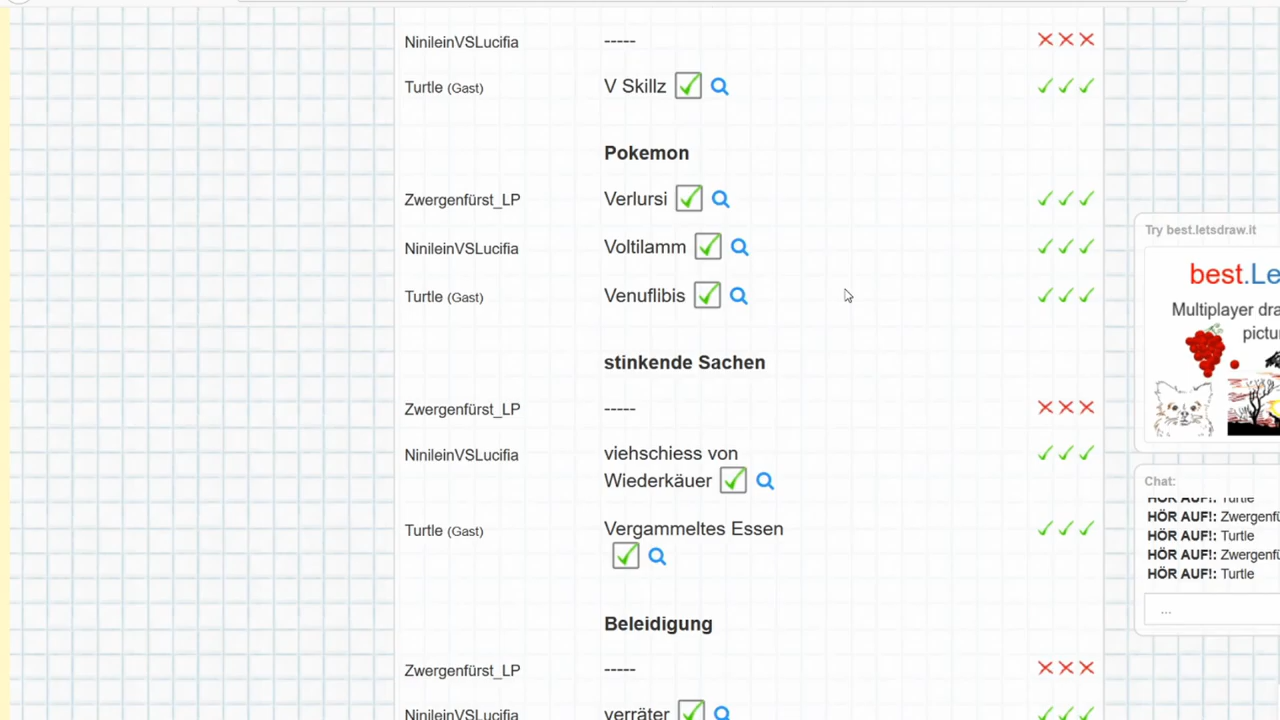 NinileinVSLucifia -----
Turtle (Gast) V Skillz
Pokemon
Zwergenfürst_LP Verlursi
NinileinVSLucifia Voltilamm
Turtle (Gast) Venuflibis
stinkende Sachen
Zwergenfürst_LP -----
NinileinVSLucifia viehschiess von
Wiederkäuer
Turtle (Gast) Vergammeltes Essen
Beleidigung
Zwergenfürst_LP -----
NinileinVSLucifia verräter
Try best.letsdraw.it
best.Le
Multiplayer dra
pictu
Chat:
HÖR AUF!: Turtle
HÖR AUF!: Zwergenfü
HÖR AUF!: Turtle
HÖR AUF!: Zwergenfü
HÖR AUF!: Turtle
...